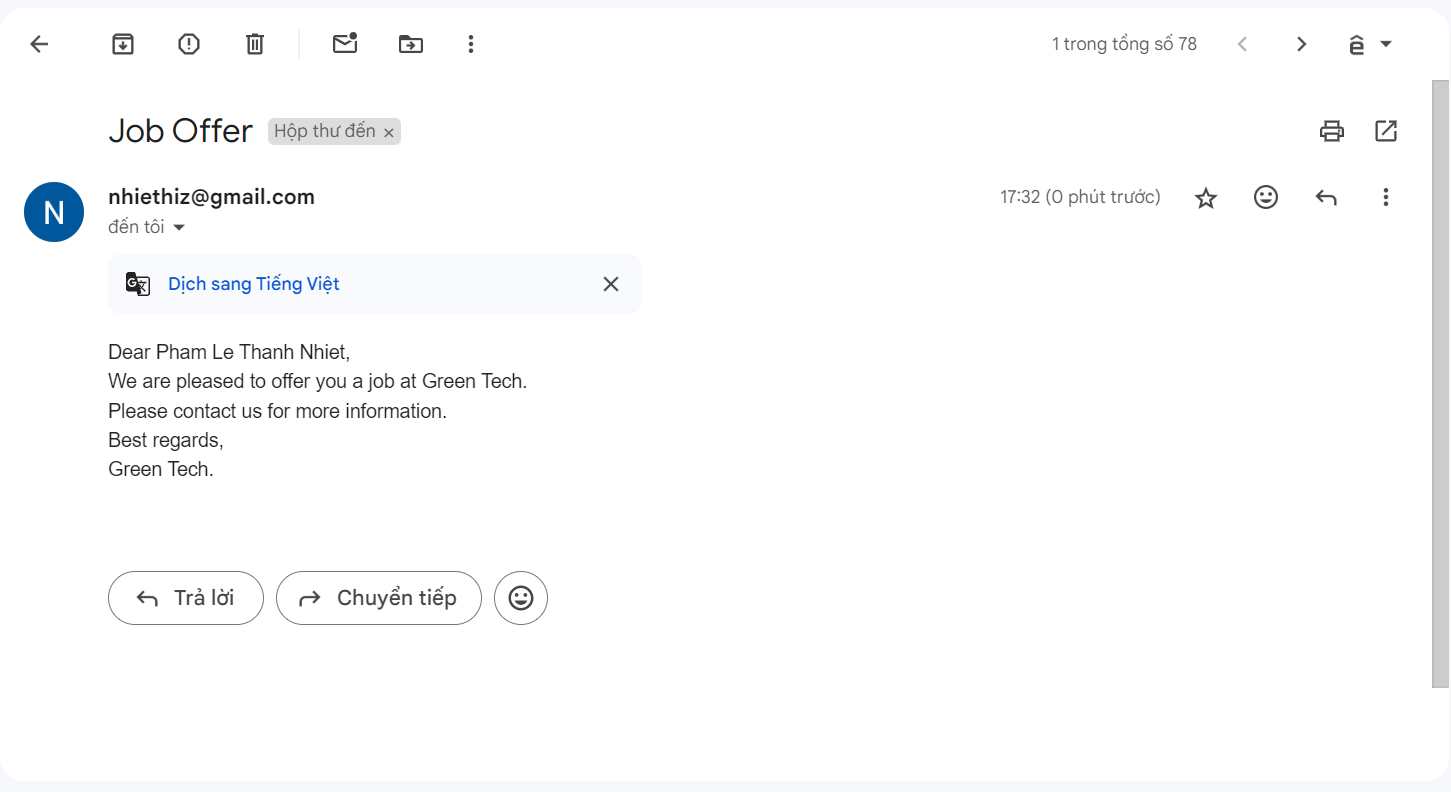 1 trong tổng số 78
ê
Job Offer
Hộp thư đến ×
N
nhiethiz@gmail.com
17:32 (0 phút trước)
đến tôi
Dịch sang Tiếng Việt
Dear Pham Le Thanh Nhiet,
We are pleased to offer you a job at Green Tech.
Please contact us for more information.
Best regards,
Green Tech.
Trả lời
Chuyển tiếp